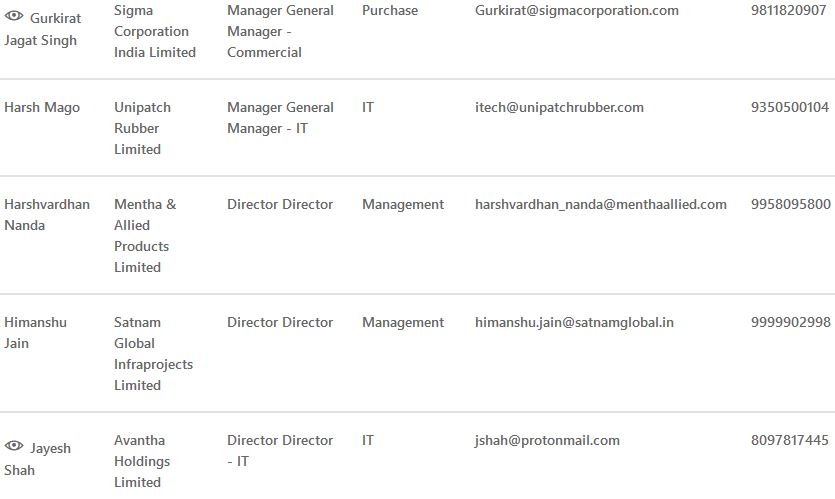 Gurkirat Jagat Singh Sigma Corporation India Limited Manager General Manager - Commercial Purchase Gurkirat@sigmacorporation.com 9811820907
Harsh Mago Unipatch Rubber Limited Manager General Manager - IT IT itech@unipatchrubber.com 9350500104
Harshvardhan Nanda Mentha & Allied Products Limited Director Director Management harshvardhan_nanda@menthaallied.com 9958095800
Himanshu Jain Satnam Global Infraprojects Limited Director Director Management himanshu.jain@satnamglobal.in 9999902998
Jayesh Shah Avantha Holdings Limited Director Director - IT IT jshah@protonmail.com 8097817445